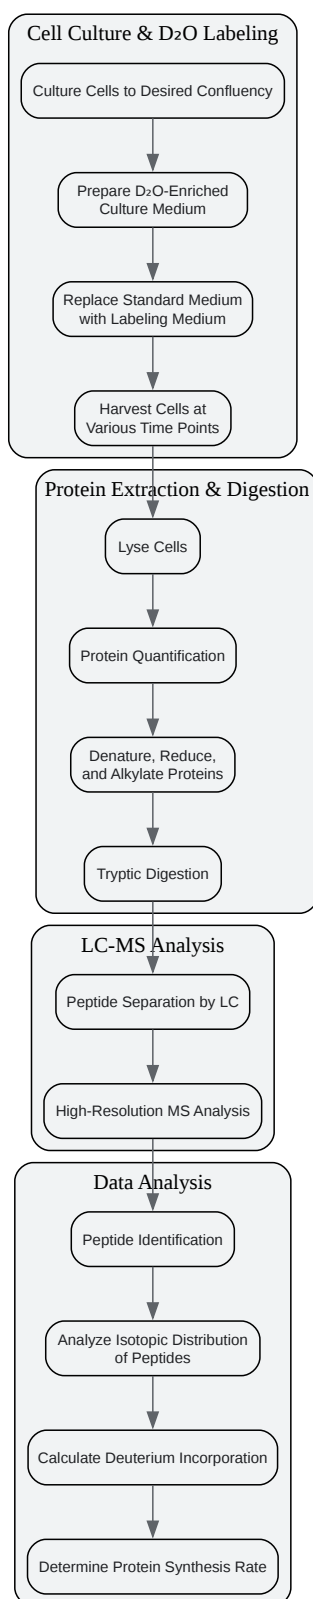 Cell Culture & D₂O Labeling
Culture Cells to Desired Confluency
Prepare D₂O-Enriched
Culture Medium
Replace Standard Medium
with Labeling Medium
Harvest Cells at
Various Time Points
Protein Extraction & Digestion
Lyse Cells
Protein Quantification
Denature, Reduce,
and Alkylate Proteins
Tryptic Digestion
LC-MS Analysis
Peptide Separation by LC
High-Resolution MS Analysis
Data Analysis
Peptide Identification
Analyze Isotopic Distribution
of Peptides
Calculate Deuterium Incorporation
Determine Protein Synthesis Rate